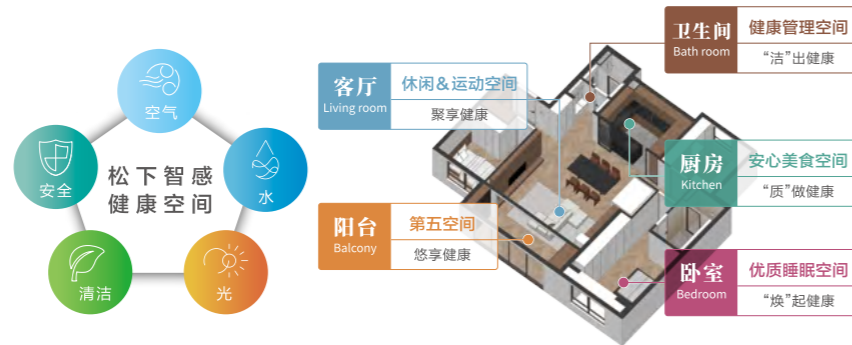 空气
安全
水
清洁
光
松下智感
健康空间
客厅
Living room
休闲&运动空间
聚享健康
阳台
Balcony
第五空间
悠享健康
卫生间
Bath room
健康管理空间
“洁”出健康
厨房
Kitchen
安心美食空间
“质”做健康
卧室
Bedroom
优质睡眠空间
“焕”起健康